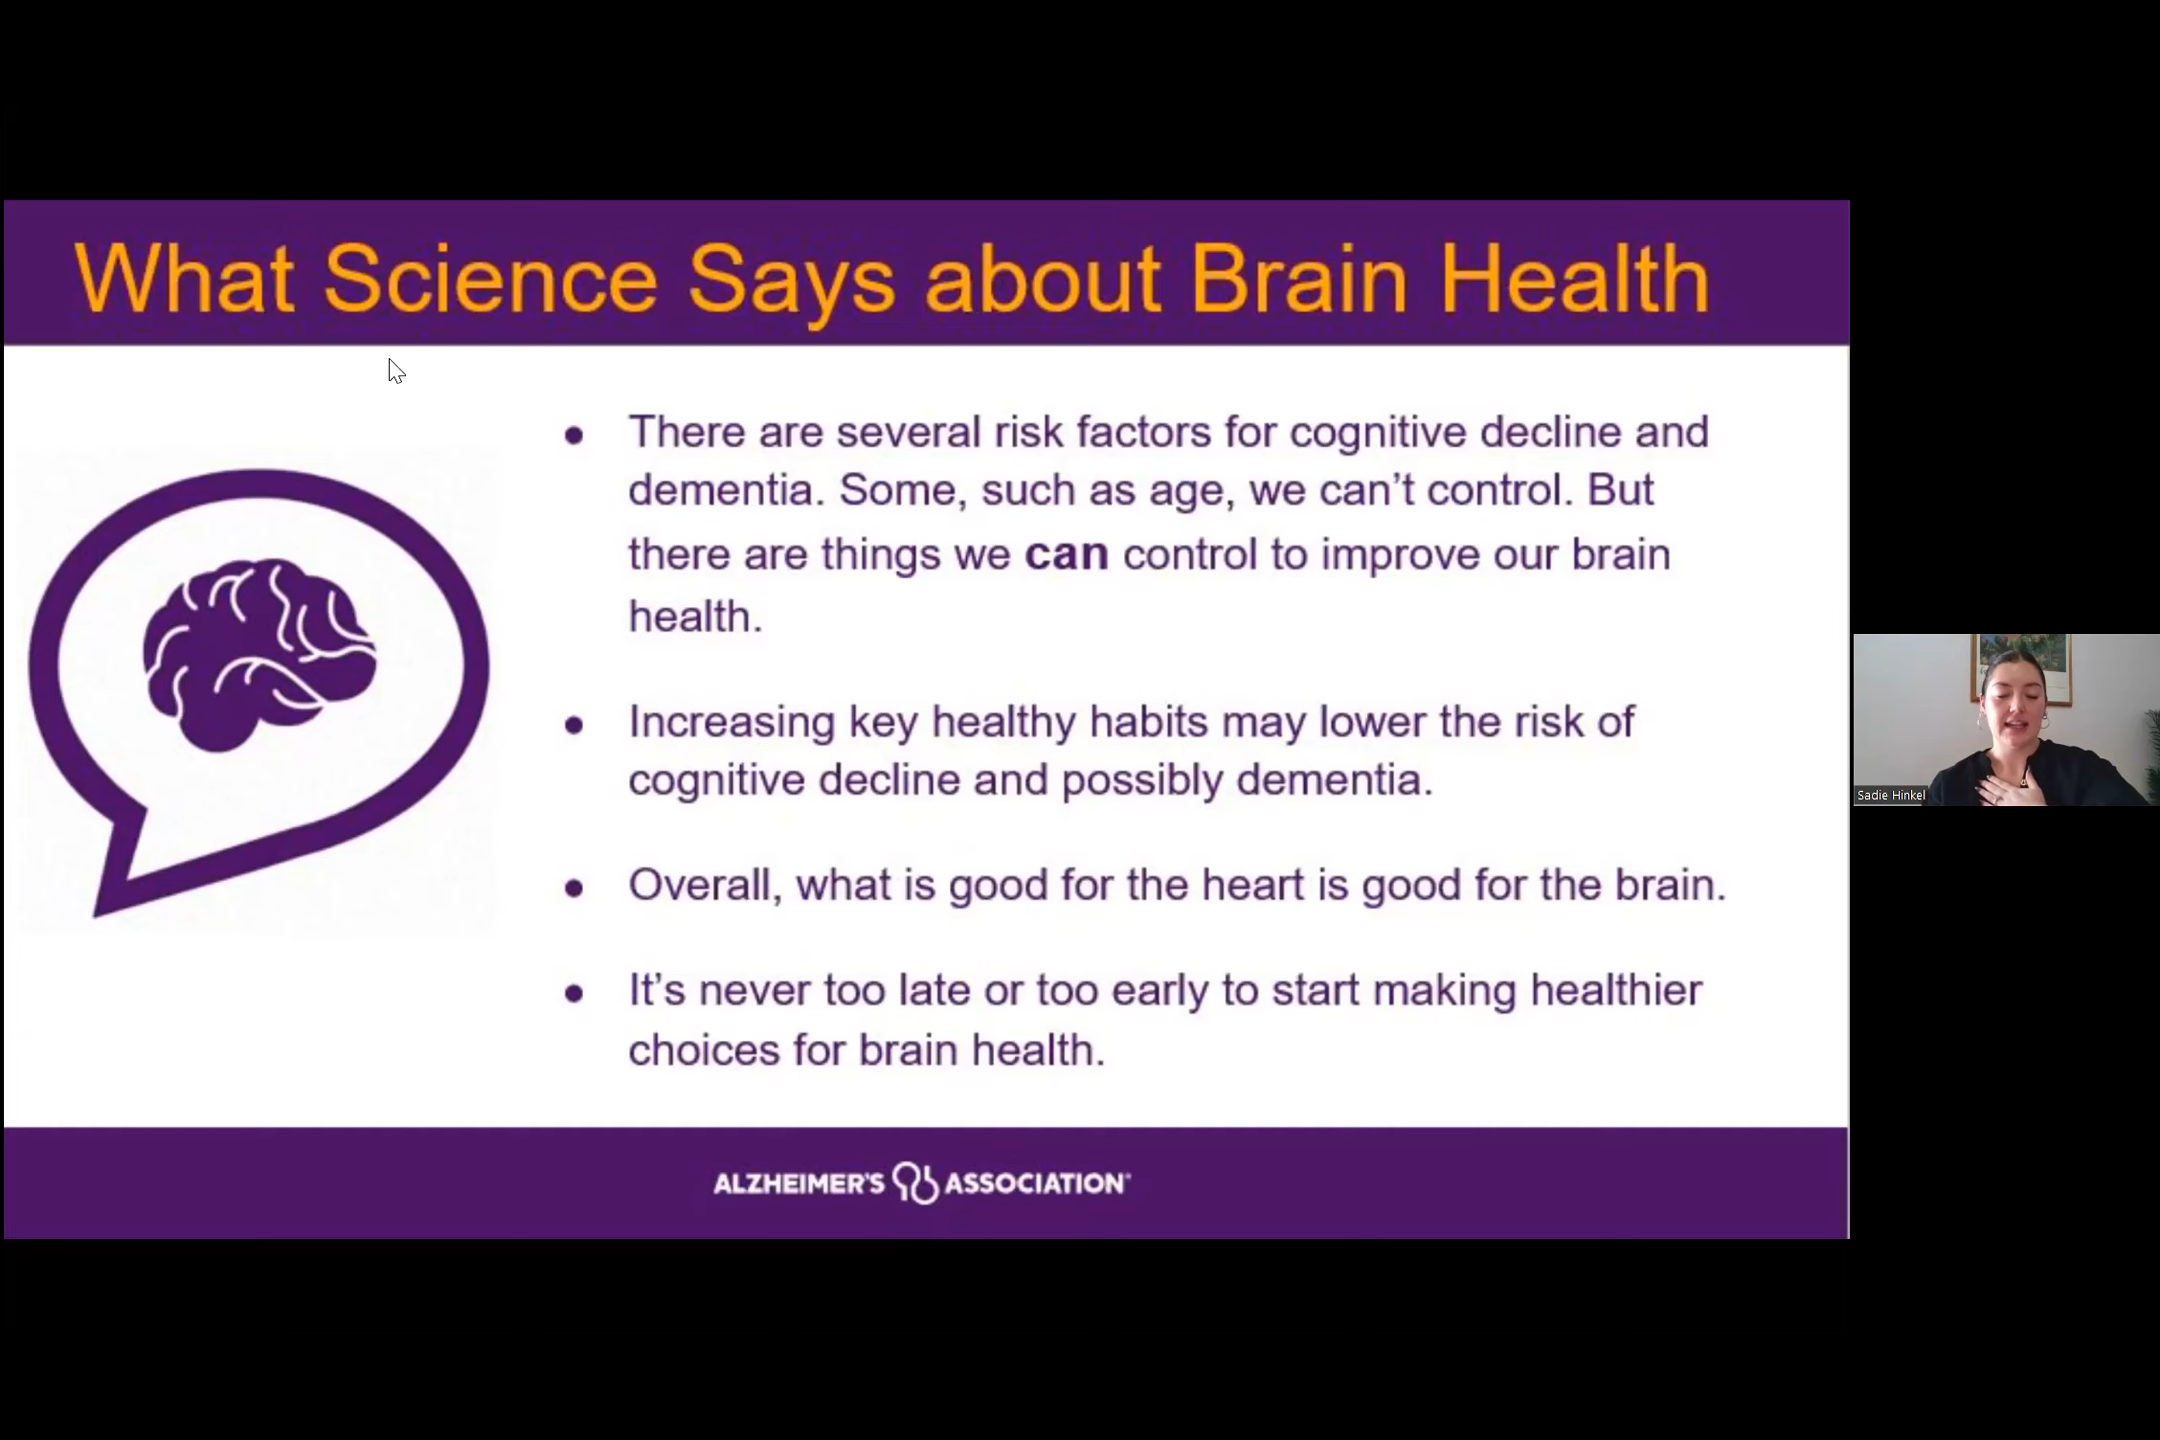 What Science Says about Brain Health
● There are several risk factors for cognitive decline and
dementia. Some, such as age, we can’t control. But
there are things we can control to improve our brain
health.
● Increasing key healthy habits may lower the risk of
cognitive decline and possibly dementia.
● Overall, what is good for the heart is good for the brain.
● It’s never too late or too early to start making healthier
choices for brain health.
ALZHEIMER'S ASSOCIATION®
Sadie Hinkel